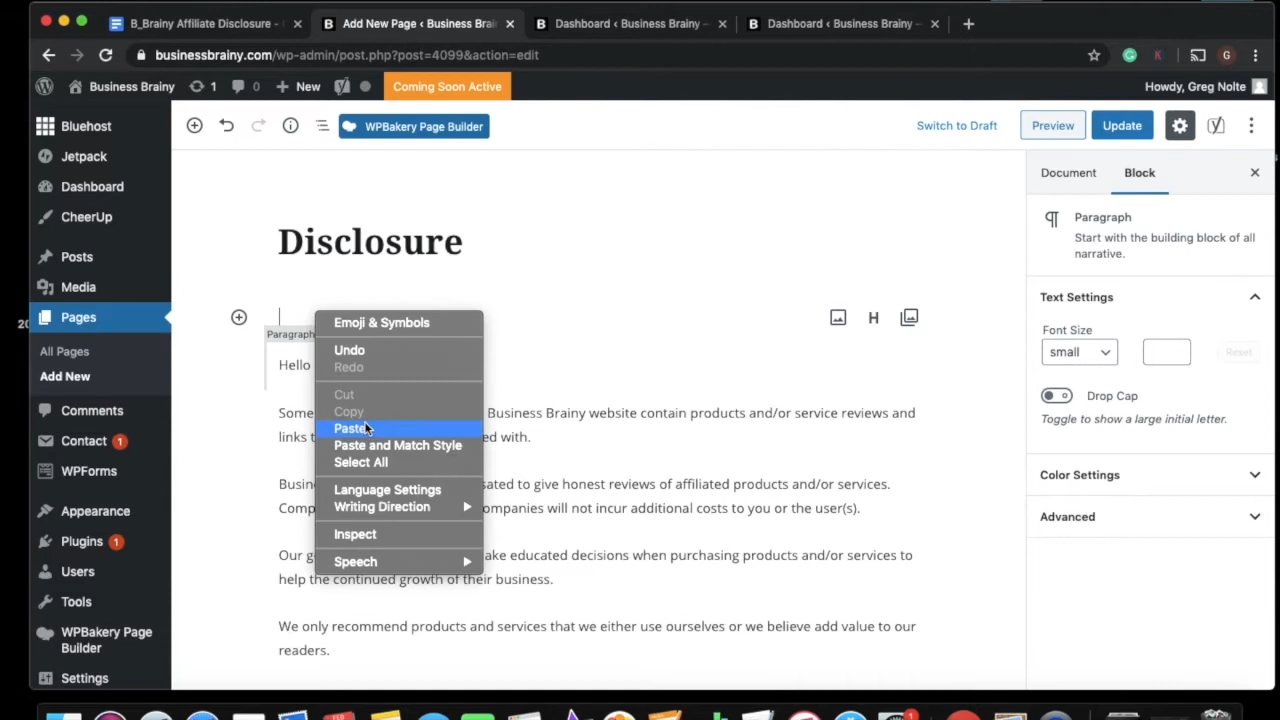 B_Brainy Affiliate Disclosure -
Add New Page ‹ Business Brai
Dashboard ‹ Business Brainy —
Dashboard ‹ Business Brainy —
businessbrainy.com/wp-admin/post.php?post=4099&action=edit
K
G
Business Brainy
1
0
New
Coming Soon Active
Howdy, Greg Nolte
Bluehost
Jetpack
Dashboard
CheerUp
Posts
Media
Pages
All Pages
Add New
Comments
Contact 1
WPForms
Appearance
Plugins 1
Users
Tools
WPBakery Page
Builder
Settings
WPBakery Page Builder
Switch to Draft
Preview
Update
Disclosure
Paragraph
H
Hello
Some Business Brainy website contain products and/or service reviews and
links ed with.
Busin sated to give honest reviews of affiliated products and/or services.
Comp ompanies will not incur additional costs to you or the user(s).
Our g ake educated decisions when purchasing products and/or services to
help the continued growth of their business.
We only recommend products and services that we either use ourselves or we believe add value to our
readers.
Emoji & Symbols
Undo
Redo
Cut
Copy
Paste
Paste and Match Style
Select All
Language Settings
Writing Direction
Inspect
Speech
Document
Block
Paragraph
Start with the building block of all
narrative.
Text Settings
Font Size
small
Reset
Drop Cap
Toggle to show a large initial letter.
Color Settings
Advanced